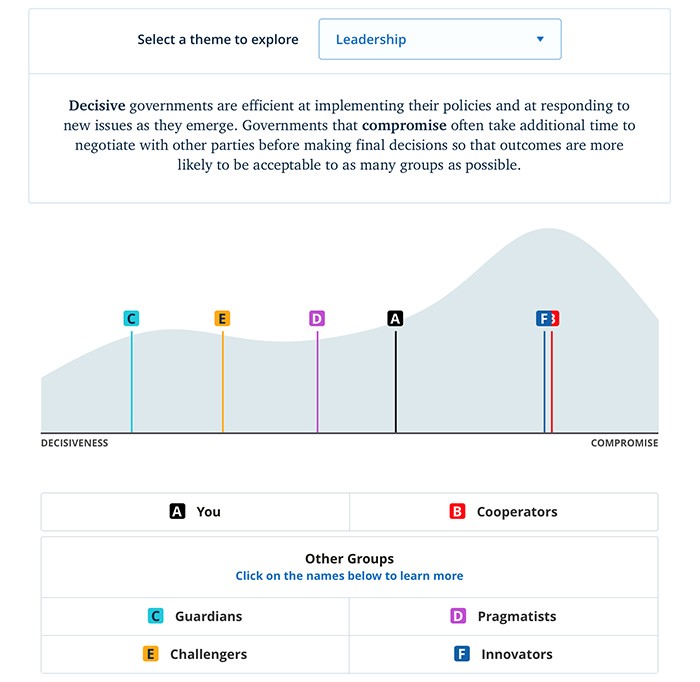 Select a theme to explore
Leadership
Decisive governments are efficient at implementing their policies and at responding to
new issues as they emerge. Governments that compromise often take additional time to
negotiate with other parties before making final decisions so that outcomes are more
likely to be acceptable to as many groups as possible.
C E D A F B
DECISIVENESS COMPROMISE
A You B Cooperators
Other Groups
Click on the names below to learn more
C Guardians D Pragmatists
E Challengers F Innovators